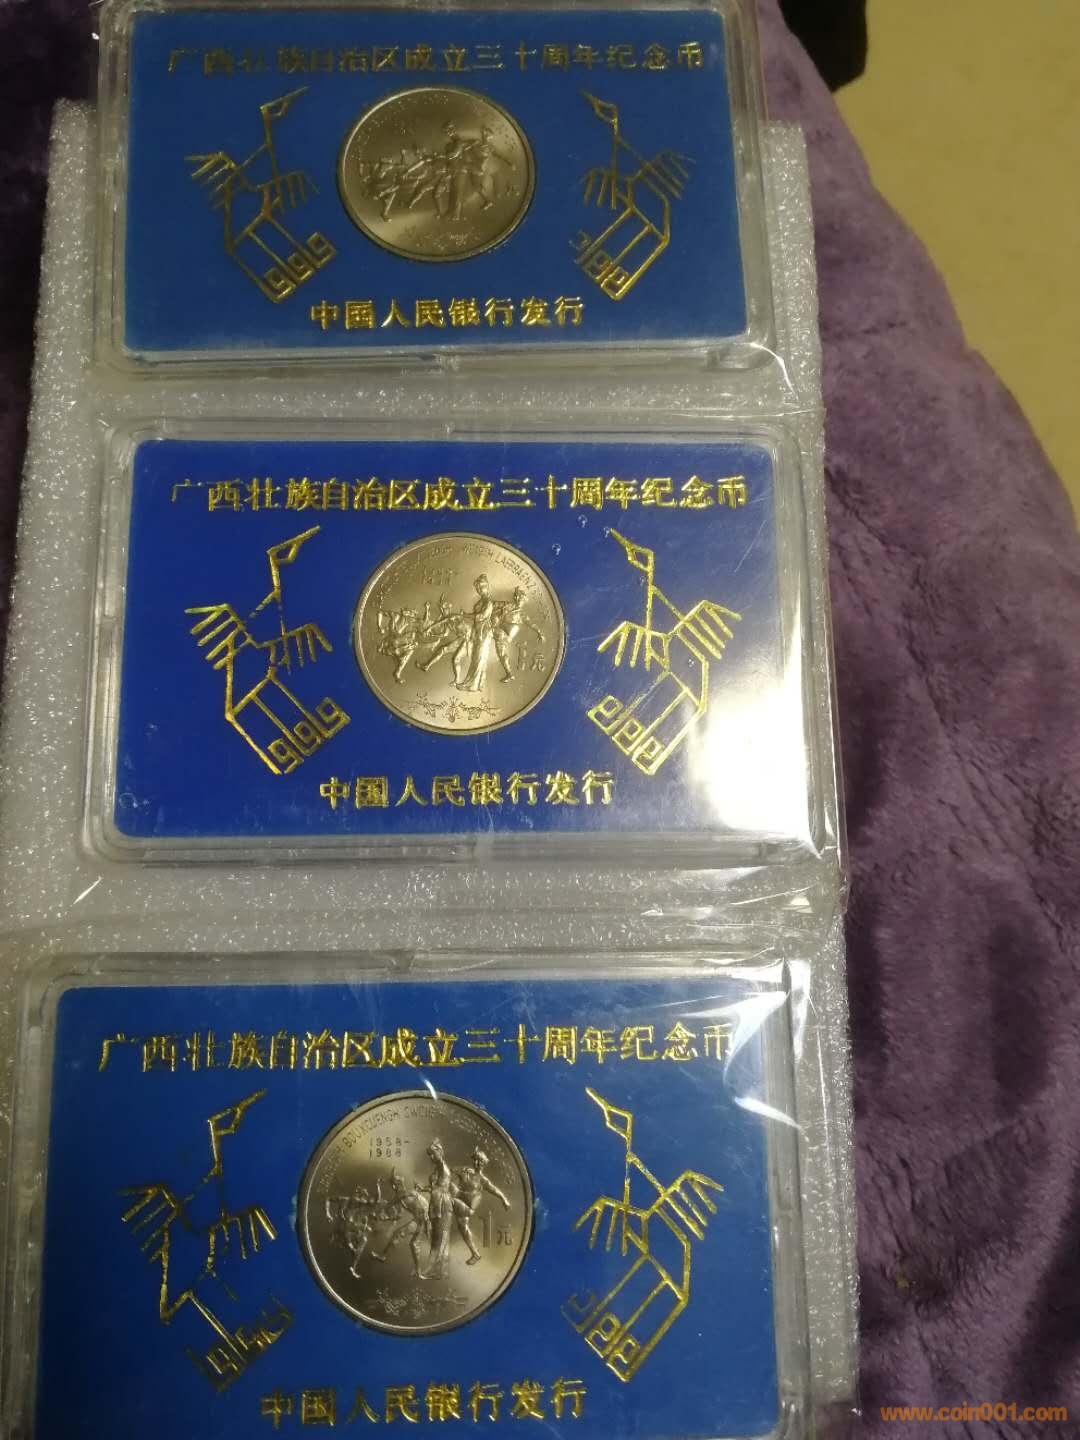 广西壮族自治区成立三十周年纪念币
1元
中国人民银行发行
广西壮族自治区成立三十周年纪念币
1元
中国人民银行发行
广西壮族自治区成立三十周年纪念币
BOUXCUENGH
1958-
1988
1元
中国人民银行发行
www.coin001.com